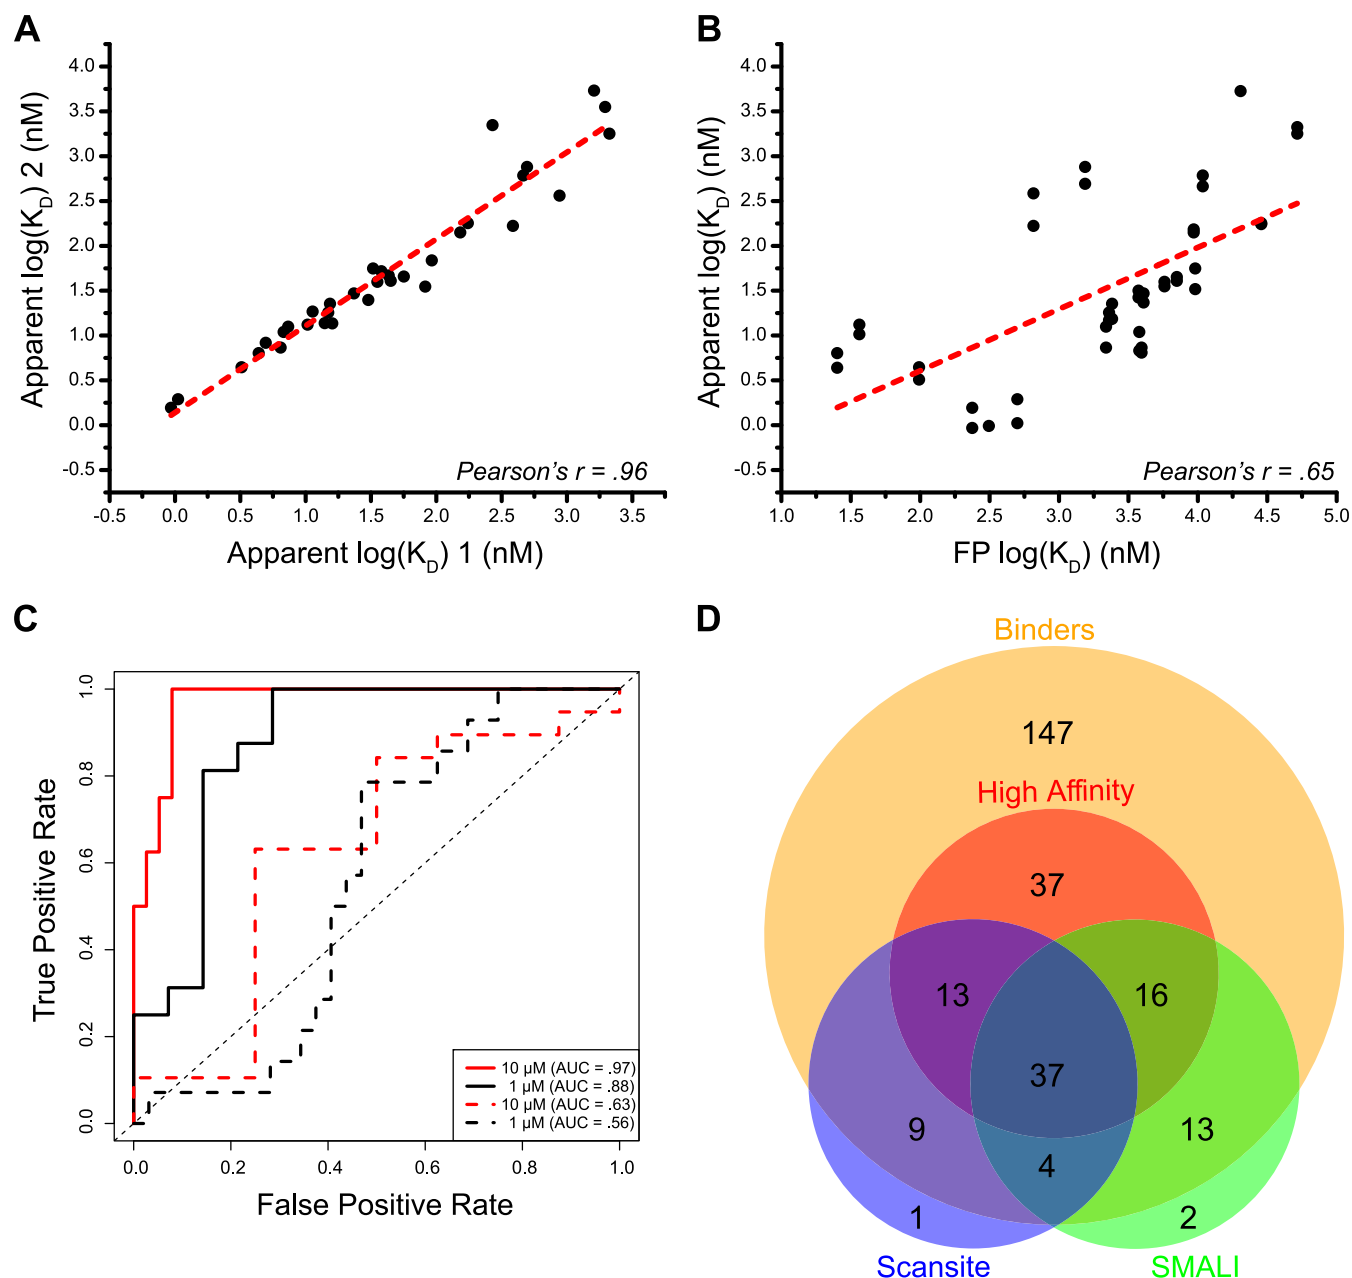 A
4.0
3.5
3.0
2.5
2.0
1.5
1.0
0.5
0.0
-0.5
Apparent log(KD) 2 (nM)
Pearson's r = .96
-0.5 0.0 0.5 1.0 1.5 2.0 2.5 3.0 3.5
Apparent log(KD) 1 (nM)
B
4.0
3.5
3.0
2.5
2.0
1.5
1.0
0.5
0.0
-0.5
Apparent log(KD) (nM)
Pearson's r = .65
1.0 1.5 2.0 2.5 3.0 3.5 4.0 4.5 5.0
FP log(KD) (nM)
C
1.0
0.8
0.6
0.4
0.2
0.0
True Positive Rate
10 µM (AUC = .97)
1 µM (AUC = .88)
10 µM (AUC = .63)
1 µM (AUC = .56)
0.0 0.2 0.4 0.6 0.8 1.0
False Positive Rate
D
Binders
147
High Affinity
37
13 16
37
9 13
4
1 2
Scansite SMALI